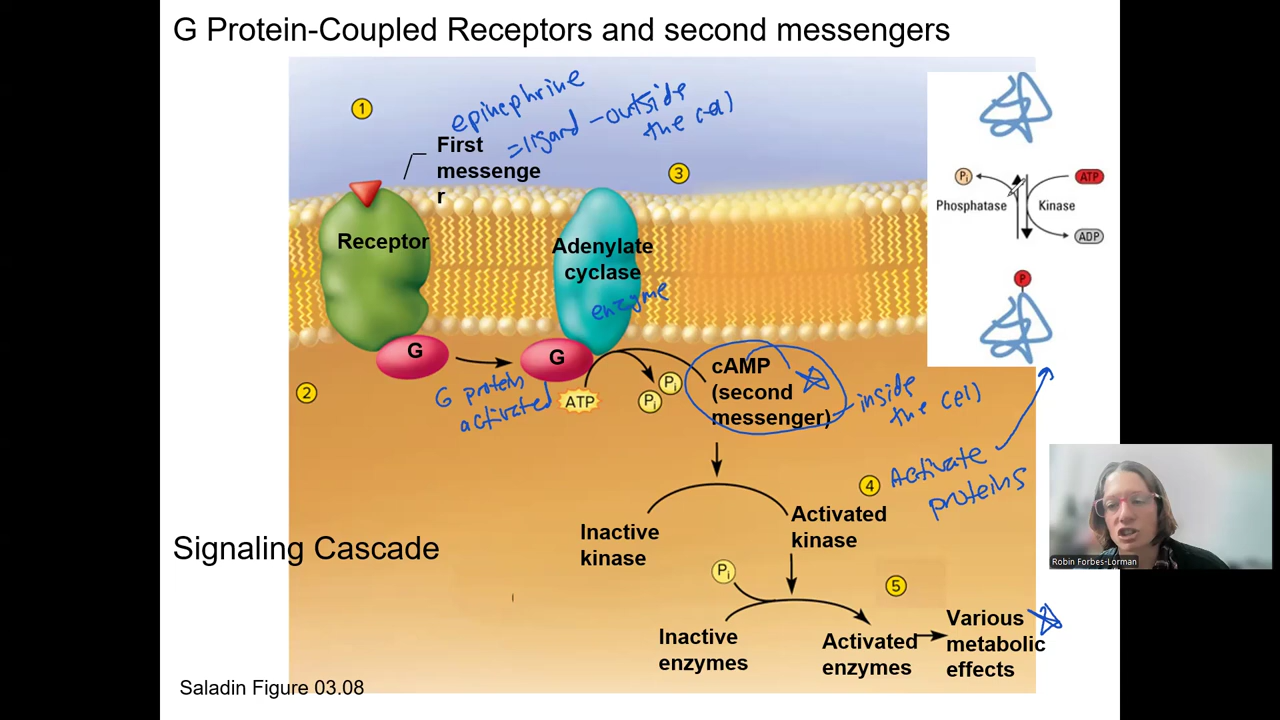 G Protein-Coupled Receptors and second messengers
1
epinephrine
=ligand - outside
the cell
First
messenge
r
3
Receptor
Adenylate
cyclase
enzyme
Pi
ATP
Phosphatase
Kinase
ADP
P
G
G
2
G protein
activated
ATP
Pi
Pi
cAMP
(second
messenger)
inside
the cell
4
Activate
proteins
Inactive
kinase
Activated
kinase
Signaling Cascade
Pi
5
Inactive
enzymes
Activated
enzymes
Various
metabolic
effects
Saladin Figure 03.08
Robin Forbes-Lorman